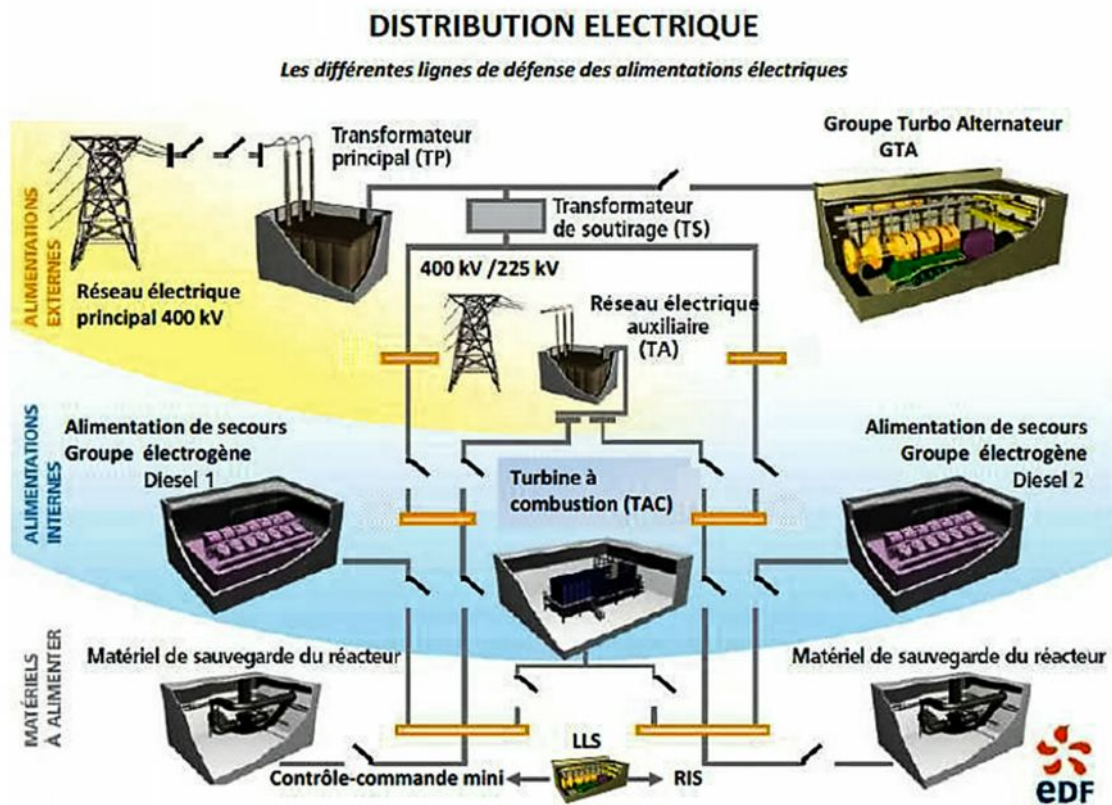 DISTRIBUTION ELECTRIQUE
Les différentes lignes de défense des alimentations électriques
ALIMENTATIONS
EXTERNES
Transformateur
principal (TP)
Groupe Turbo Alternateur
GTA
Transformateur
de soutirage (TS)
Réseau électrique
principal 400 kV
400 kV /225 kV
Réseau électrique
auxiliaire (TA)
ALIMENTATIONS
INTERNES
Alimentation de secours
Groupe électrogène
Diesel 1
Turbine à
combustion (TAC)
Alimentation de secours
Groupe électrogène
Diesel 2
MATÉRIELS
À ALIMENTER
Matériel de sauvegarde du réacteur
Matériel de sauvegarde du réacteur
LLS
Contrôle-commande mini
RIS
eDF